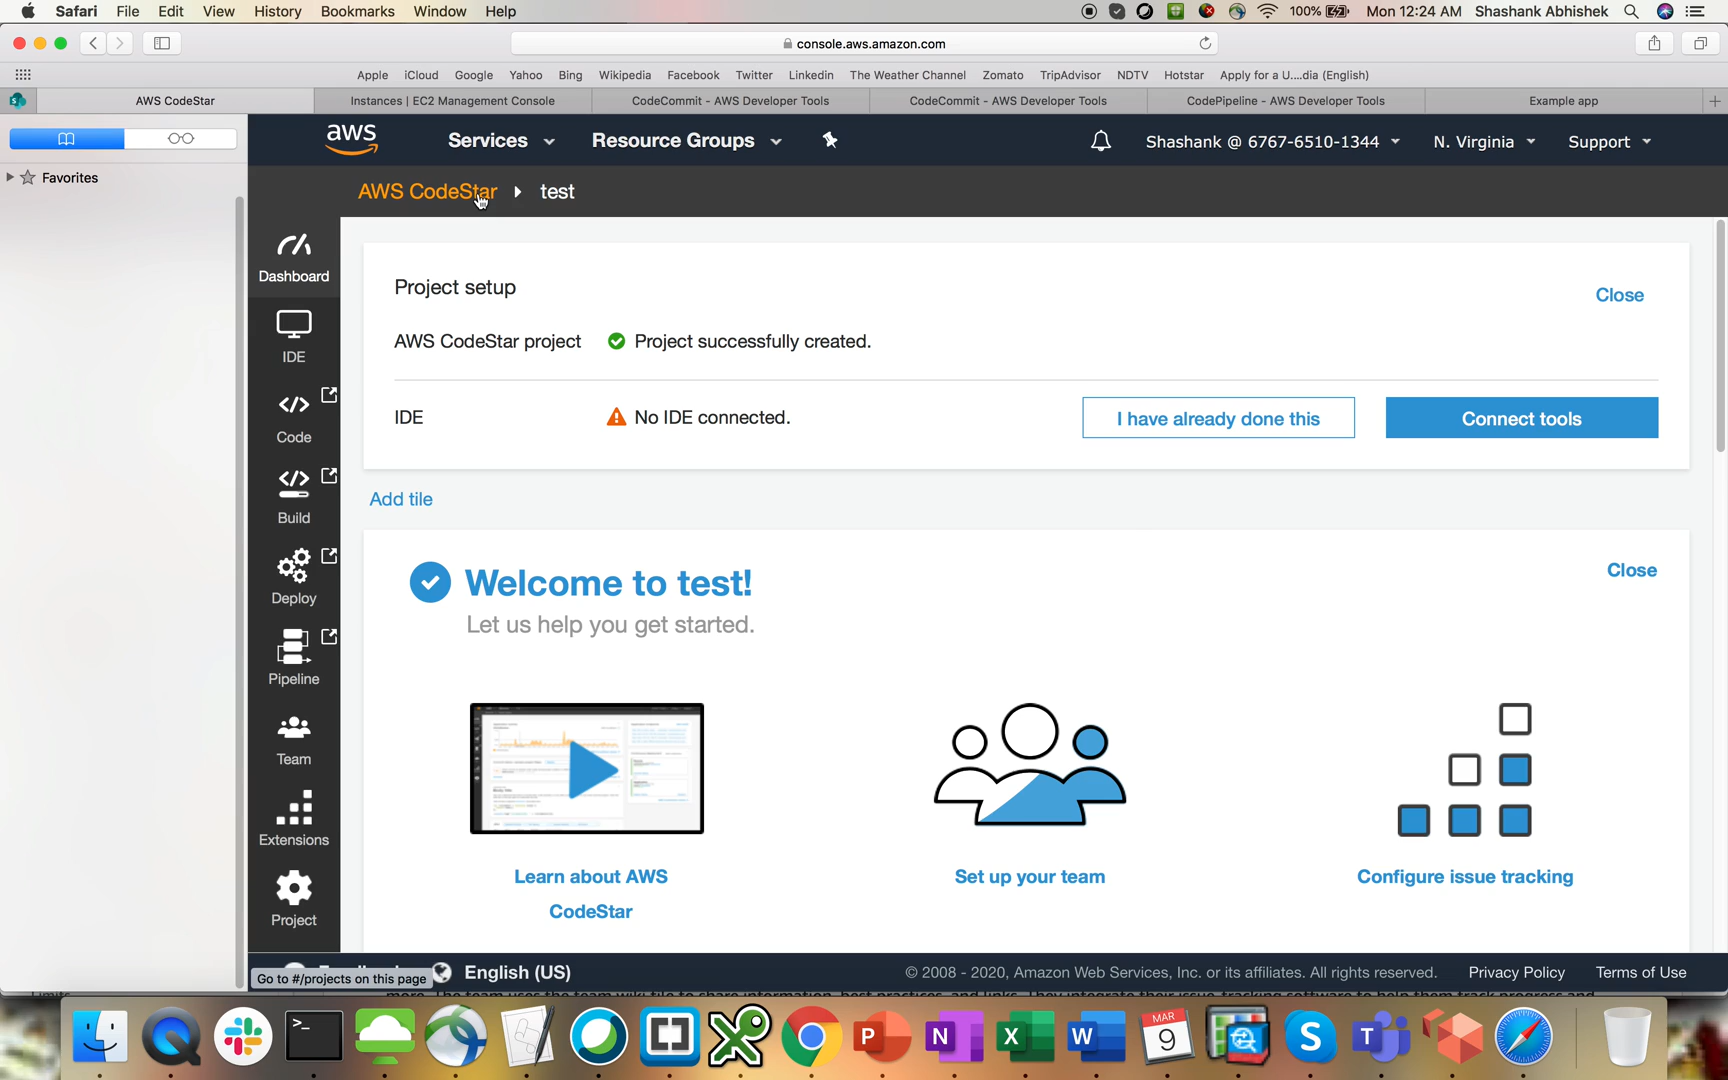 Safari File Edit View History Bookmarks Window Help 100% Mon 12:24 AM Shashank Abhishek
console.aws.amazon.com
Apple iCloud Google Yahoo Bing Wikipedia Facebook Twitter Linkedin The Weather Channel Zomato TripAdvisor NDTV Hotstar Apply for a U....dia (English)
AWS CodeStar Instances | EC2 Management Console CodeCommit - AWS Developer Tools CodeCommit - AWS Developer Tools CodePipeline - AWS Developer Tools Example app
aws Services Resource Groups Shashank @ 6767-6510-1344 N. Virginia Support
Favorites
AWS CodeStar test
Dashboard
IDE
Code
Build
Deploy
Pipeline
Team
Extensions
Project
Project setup Close
AWS CodeStar project Project successfully created.
IDE No IDE connected. I have already done this Connect tools
Add tile
Welcome to test! Close
Let us help you get started.
Learn about AWS
CodeStar
Set up your team
Configure issue tracking
Go to #/projects on this page
English (US) © 2008 - 2020, Amazon Web Services, Inc. or its affiliates. All rights reserved. Privacy Policy Terms of Use
MAR
9